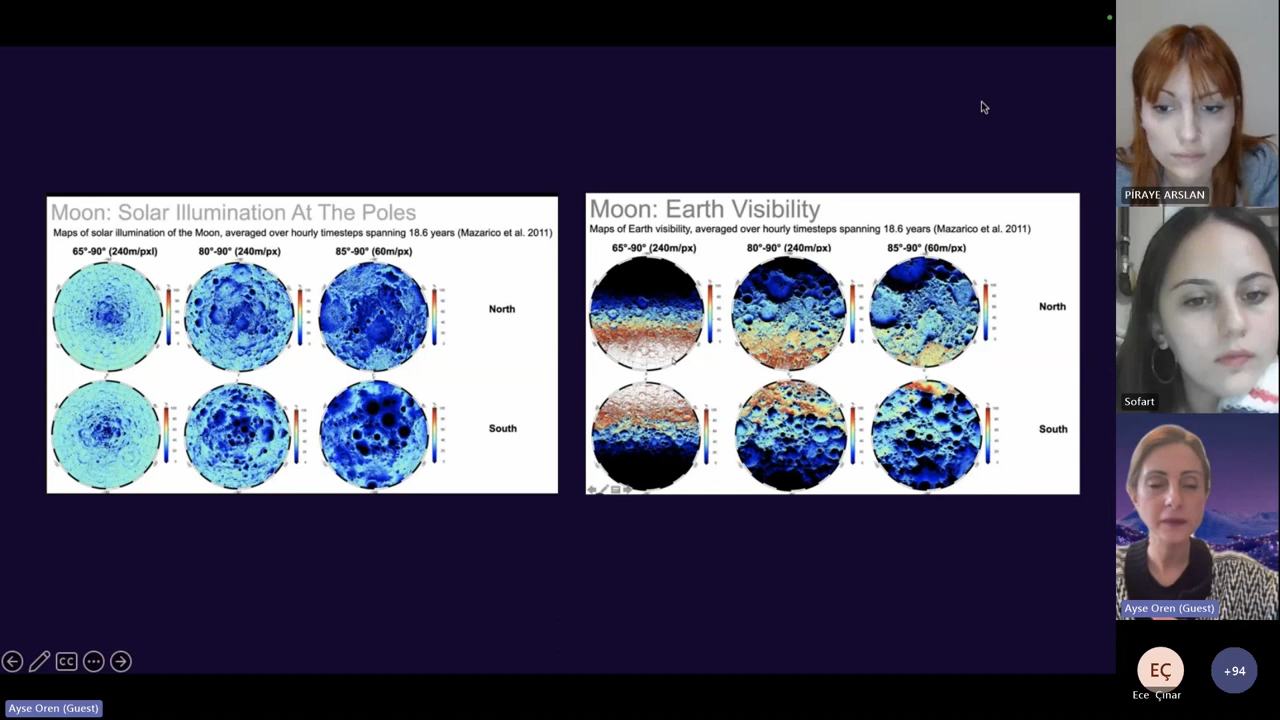 Moon: Solar Illumination At The Poles
Maps of solar illumination of the Moon, averaged over hourly timesteps spanning 18.6 years (Mazarico et al. 2011)
65°-90° (240m/pxl) 80°-90° (240m/px) 85°-90° (60m/px)
North
South
Moon: Earth Visibility
Maps of Earth visibility, averaged over hourly timesteps spanning 18.6 years (Mazarico et al. 2011)
65°-90° (240m/px) 80°-90° (240m/px) 85°-90° (60m/px)
North
South
CC
Ayse Oren (Guest)
PİRAYE ARSLAN
Sofart
Ayse Oren (Guest)
EÇ
Ece Çınar
+94